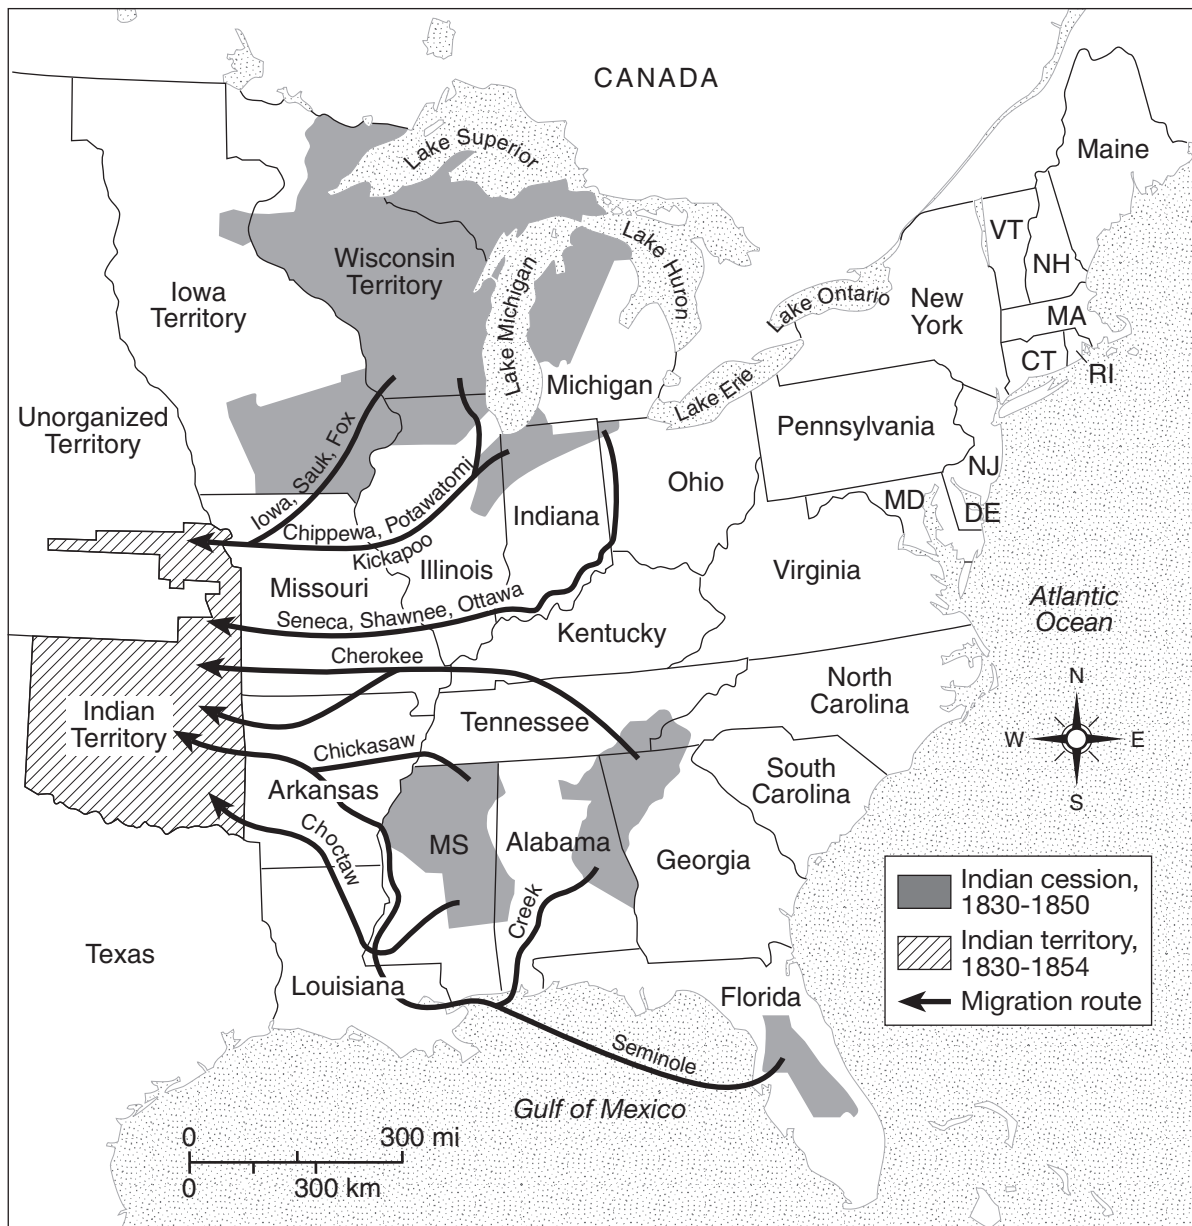 CANADA
Lake Superior
Maine
VT
NH
Lake Huron
Wisconsin
Territory
Lake Michigan
Iowa
Territory
Lake Ontario
New
York
MA
CT
RI
Michigan
Lake Erie
Unorganized
Territory
Pennsylvania
NJ
Iowa, Sauk, Fox
Ohio
MD
DE
Chippewa, Potawatomi
Kickapoo
Indiana
Illinois
Missouri
Virginia
Seneca, Shawnee, Ottawa
Kentucky
Atlantic
Ocean
Cherokee
North
Carolina
N
W
E
S
Indian
Territory
Tennessee
Chickasaw
South
Carolina
Arkansas
Choctaw
MS
Alabama
Georgia
Creek
Indian cession,
1830-1850
Indian territory,
1830-1854
Migration route
Texas
Louisiana
Florida
Seminole
Gulf of Mexico
0
300 mi
0
300 km